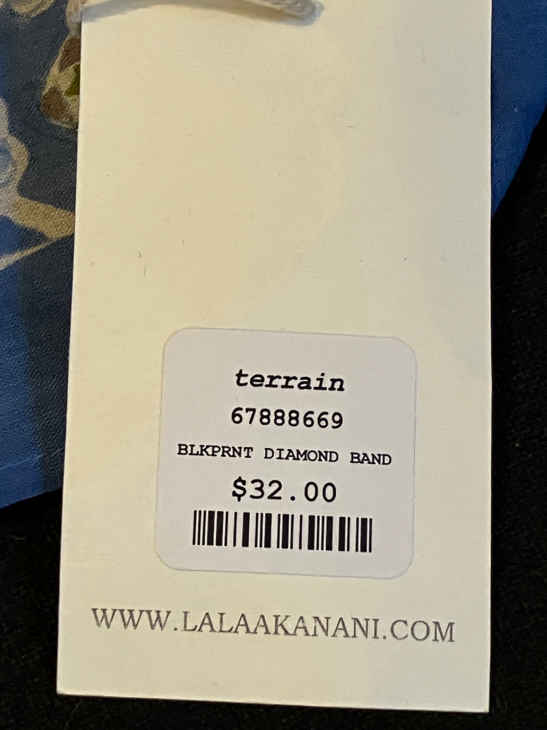 terrain
67888669
BLKPRNT DIAMOND BAND
$32.00
WWW.LALAAKANANI.COM